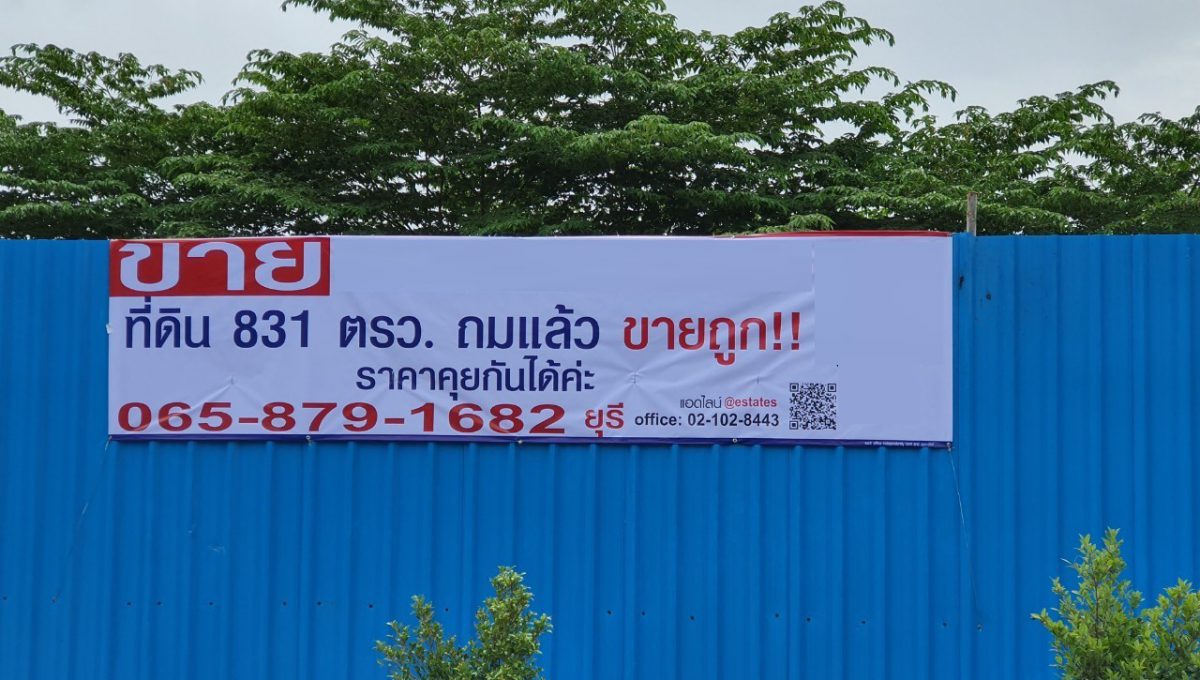 ขาย
ที่ดิน 831 ตรว. ถมแล้ว ขายถูก!!
ราคาคุยกันได้ค่ะ
065-879-1682 ยุรี
แอดไลน์ @estates
office: 02-102-8443